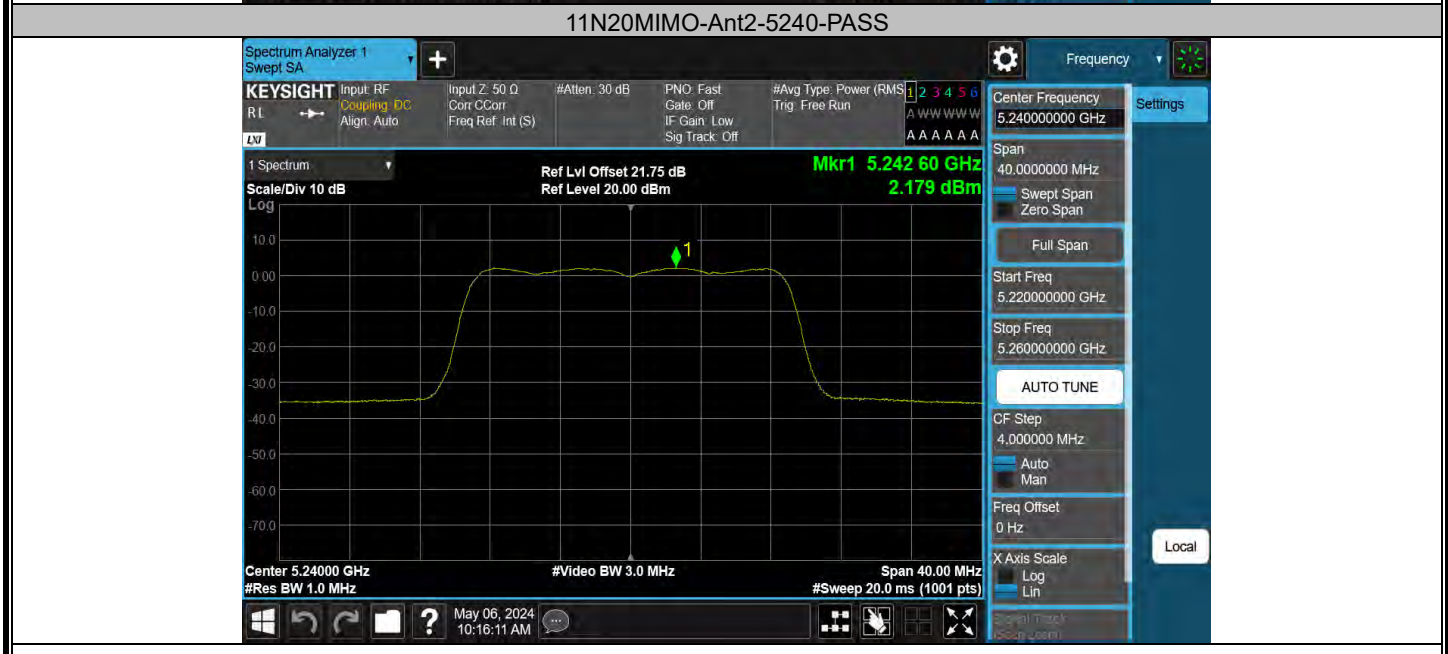 11N20MIMO-Ant2-5240-PASS
Spectrum Analyzer 1
Swept SA
+
Frequency
KEYSIGHT
RL
LXI
Input: RF
Coupling: DC
Align: Auto
Input Z: 50 Ω
Corr CCorr
Freq Ref: Int (S)
#Atten: 30 dB
PNO: Fast
Gate: Off
IF Gain: Low
Sig Track: Off
#Avg Type: Power (RMS
Trig: Free Run
1 2 3 4 5 6
A W W W W W
A A A A A A
Center Frequency
5.240000000 GHz
Settings
Span
40.0000000 MHz
Swept Span
Zero Span
Full Span
Start Freq
5.220000000 GHz
Stop Freq
5.260000000 GHz
AUTO TUNE
CF Step
4.000000 MHz
Auto
Man
Freq Offset
0 Hz
X Axis Scale
Log
Lin
Local
1 Spectrum
Scale/Div 10 dB
Log
Ref Lvl Offset 21.75 dB
Ref Level 20.00 dBm
Mkr1 5.242 60 GHz
2.179 dBm
1
10.0
0.00
-10.0
-20.0
-30.0
-40.0
-50.0
-60.0
-70.0
Center 5.24000 GHz
#Res BW 1.0 MHz
#Video BW 3.0 MHz
Span 40.00 MHz
#Sweep 20.0 ms (1001 pts)
?
May 06, 2024
10:16:11 AM